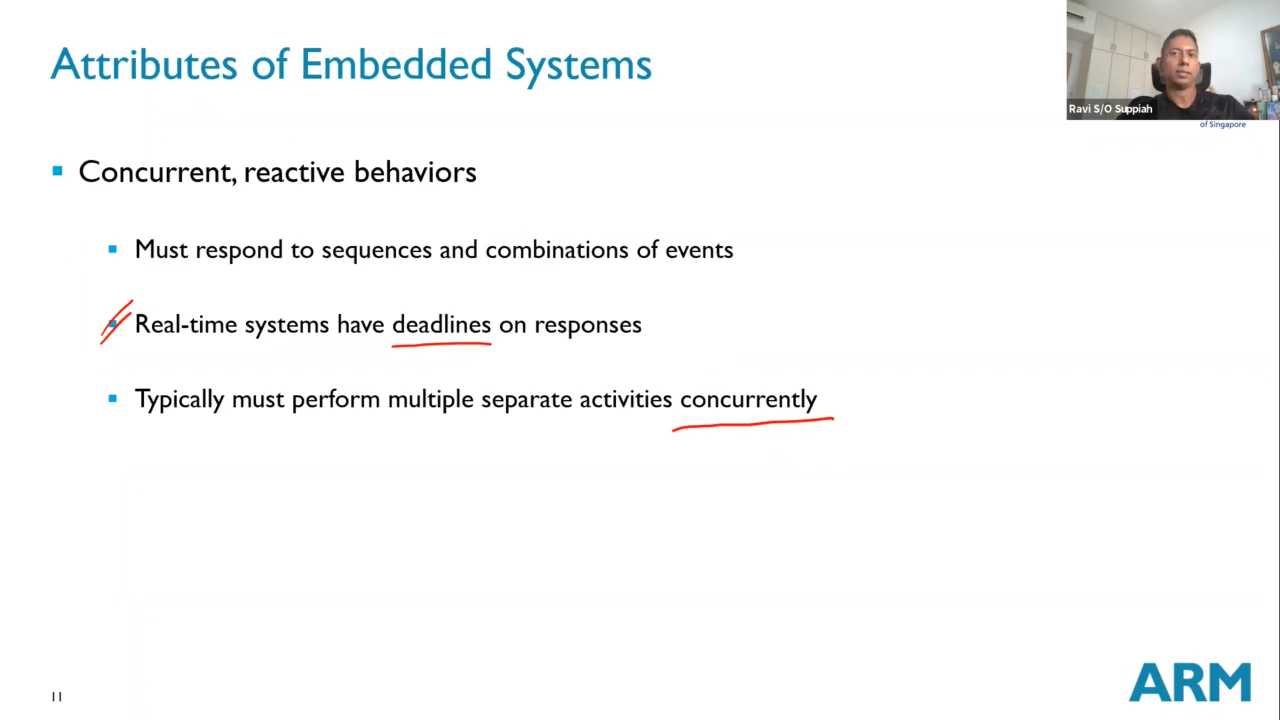 Attributes of Embedded Systems
Ravi S/O Suppiah
of Singapore
Concurrent, reactive behaviors
Must respond to sequences and combinations of events
Real-time systems have deadlines on responses
Typically must perform multiple separate activities concurrently
11
ARM